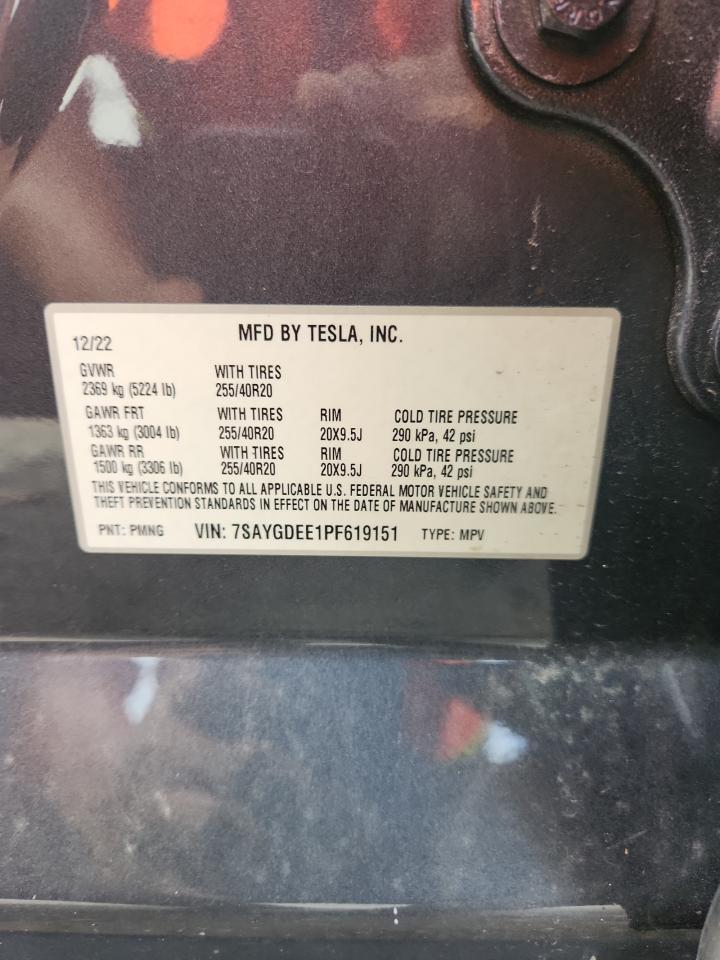 12/22 MFD BY TESLA, INC.
GVWR WITH TIRES
2369 kg (5224 lb) 255/40R20
GAWR FRT WITH TIRES RIM COLD TIRE PRESSURE
1363 kg (3004 lb) 255/40R20 20X9.5J 290 kPa, 42 psi
GAWR RR WITH TIRES RIM COLD TIRE PRESSURE
1500 kg (3306 lb) 255/40R20 20X9.5J 290 kPa, 42 psi
THIS VEHICLE CONFORMS TO ALL APPLICABLE U.S. FEDERAL MOTOR VEHICLE SAFETY AND
THEFT PREVENTION STANDARDS IN EFFECT ON THE DATE OF MANUFACTURE SHOWN ABOVE.
PNT: PMNG VIN: 7SAYGDEE1PF619151 TYPE: MPV